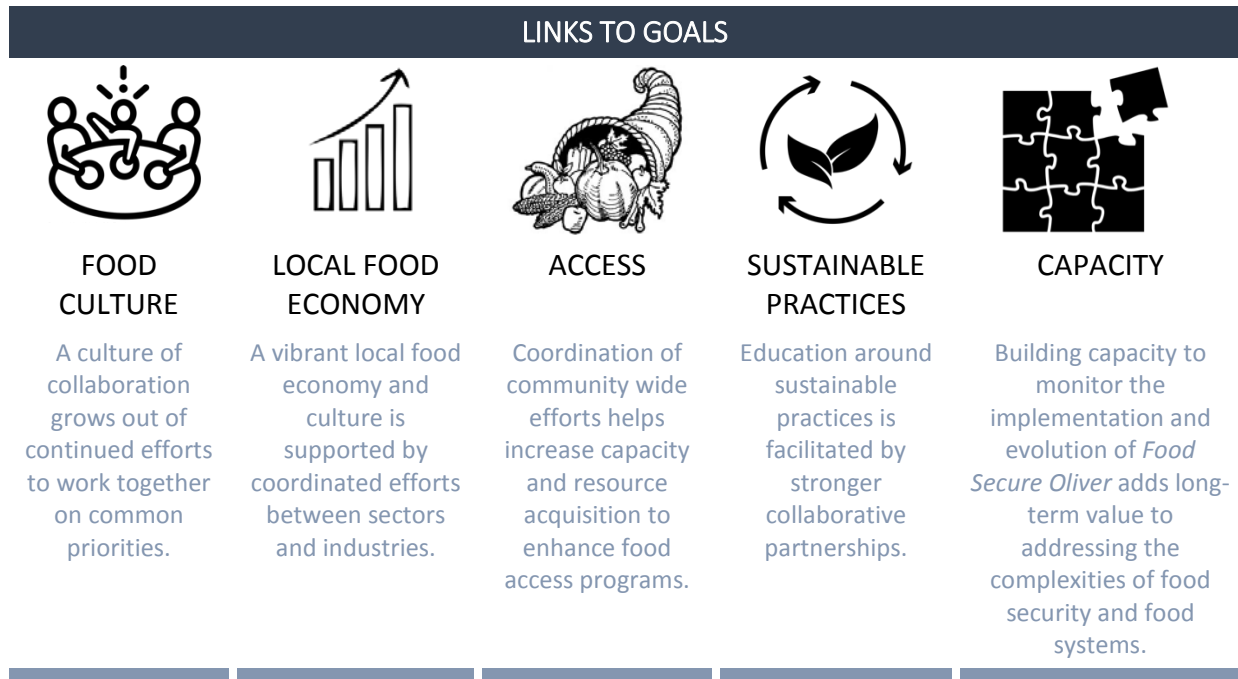 LINKS TO GOALS
FOOD
CULTURE
A culture of
collaboration
grows out of
continued efforts
to work together
on common
priorities.
LOCAL FOOD
ECONOMY
A vibrant local food
economy and
culture is
supported by
coordinated efforts
between sectors
and industries.
ACCESS
Coordination of
community wide
efforts helps
increase capacity
and resource
acquisition to
enhance food
access programs.
SUSTAINABLE
PRACTICES
Education around
sustainable
practices is
facilitated by
stronger
collaborative
partnerships.
CAPACITY
Building capacity to
monitor the
implementation and
evolution of Food
Secure Oliver adds long-
term value to
addressing the
complexities of food
security and food
systems.